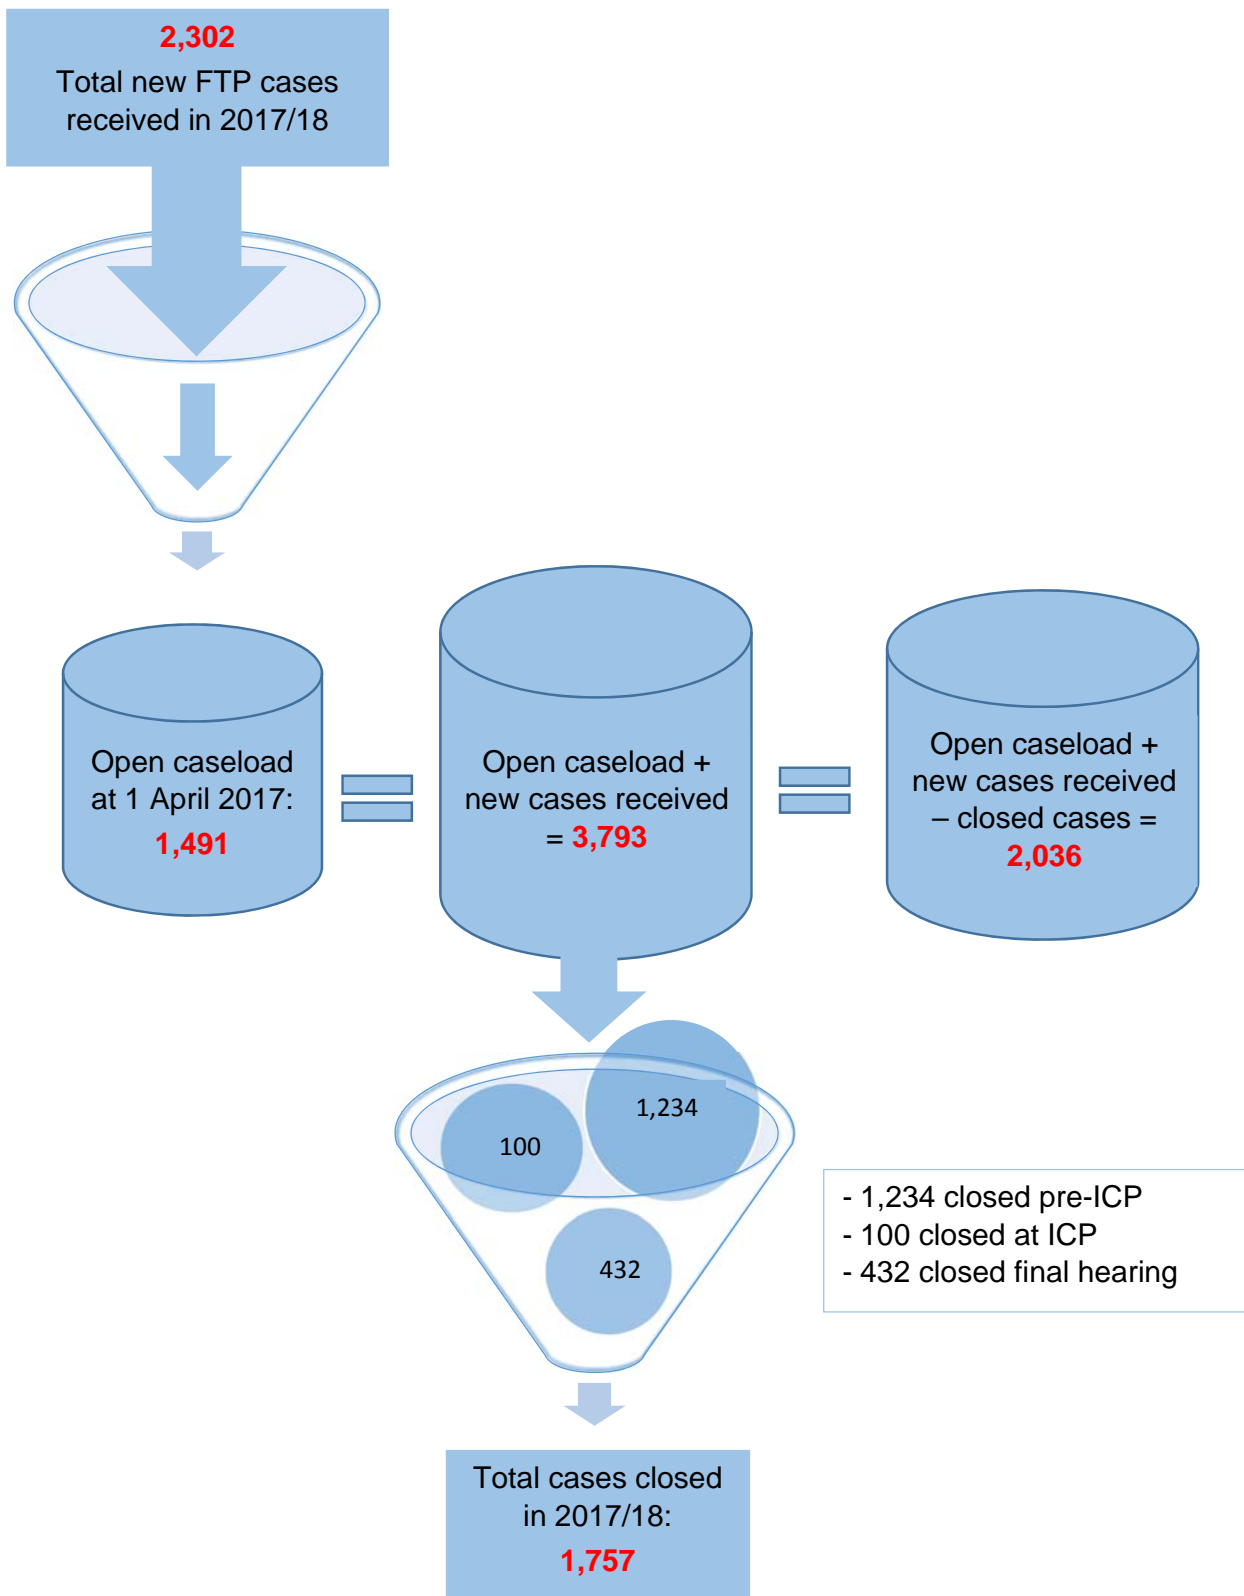 2,302
Total new FTP cases
received in 2017/18
Open caseload
at 1 April 2017:
1,491
Open caseload +
new cases received
= 3,793
Open caseload +
new cases received
– closed cases =
2,036
1,234
100
432
- 1,234 closed pre-ICP
- 100 closed at ICP
- 432 closed final hearing
Total cases closed
in 2017/18:
1,757